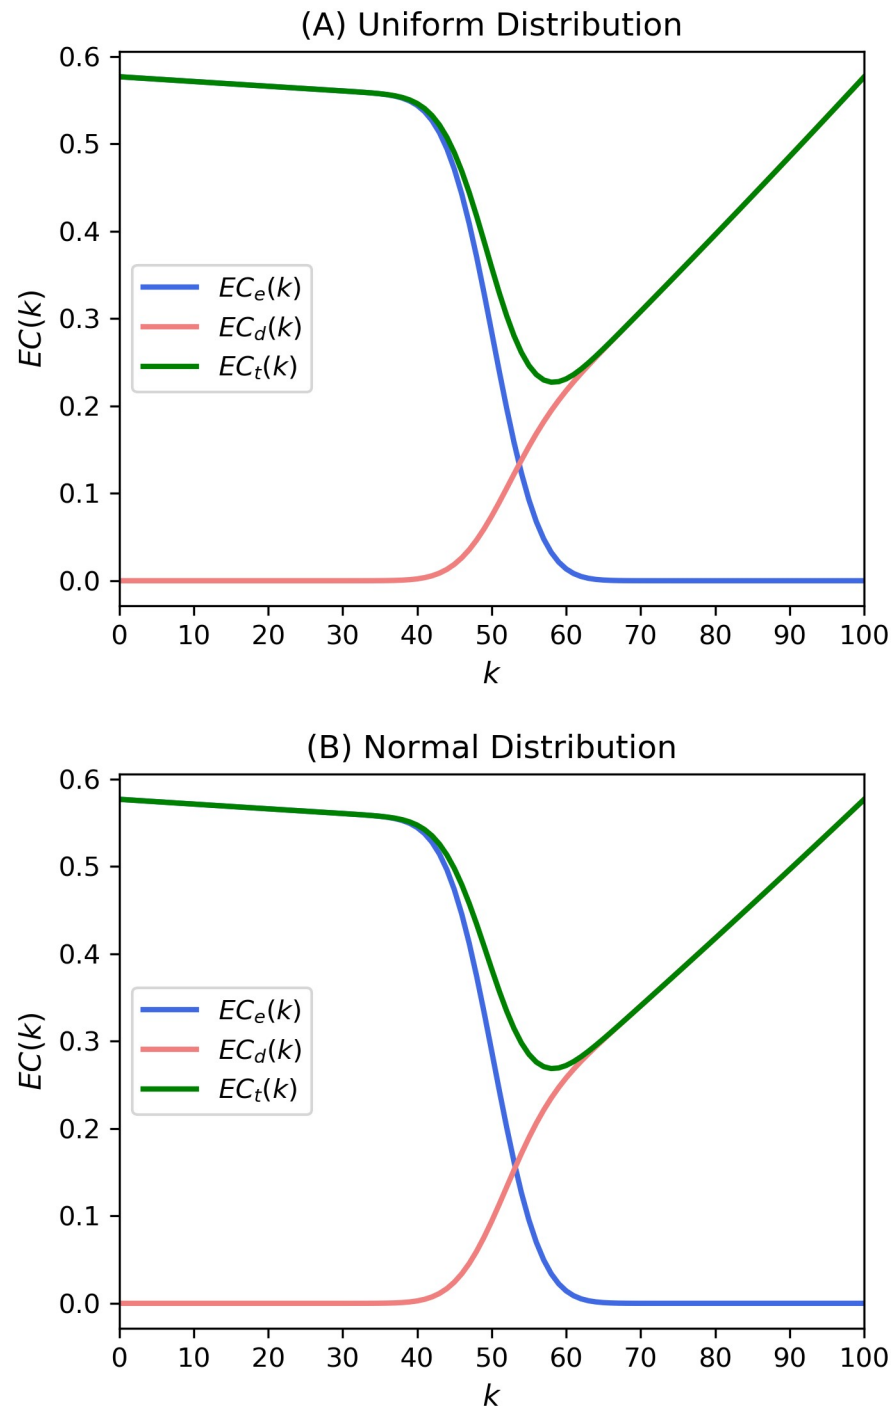 (A) Uniform Distribution
0.6
0.5
0.4
0.3
0.2
0.1
0.0
EC(k)
ECₑ(k)
EC_d(k)
ECₜ(k)
0 10 20 30 40 50 60 70 80 90 100
k
(B) Normal Distribution
0.6
0.5
0.4
0.3
0.2
0.1
0.0
EC(k)
ECₑ(k)
EC_d(k)
ECₜ(k)
0 10 20 30 40 50 60 70 80 90 100
k